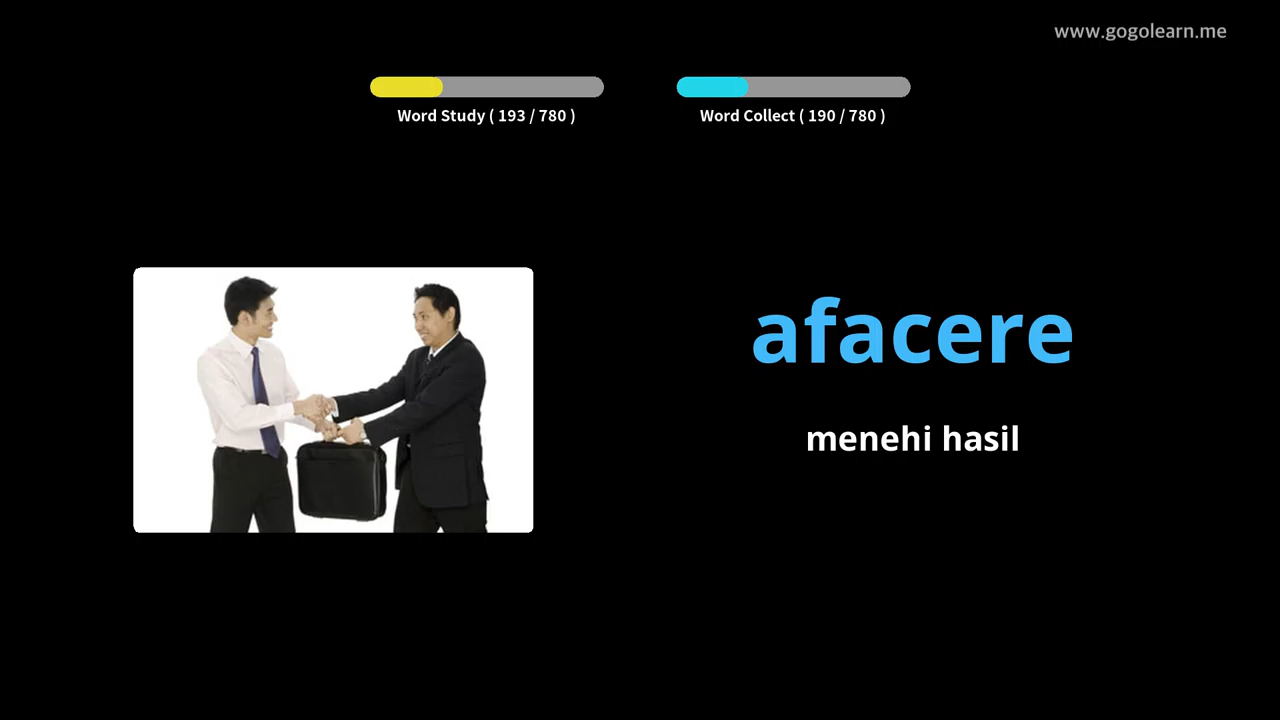 www.gogolearn.me
Word Study ( 193 / 780 )
Word Collect ( 190 / 780 )
afacere
menehi hasil